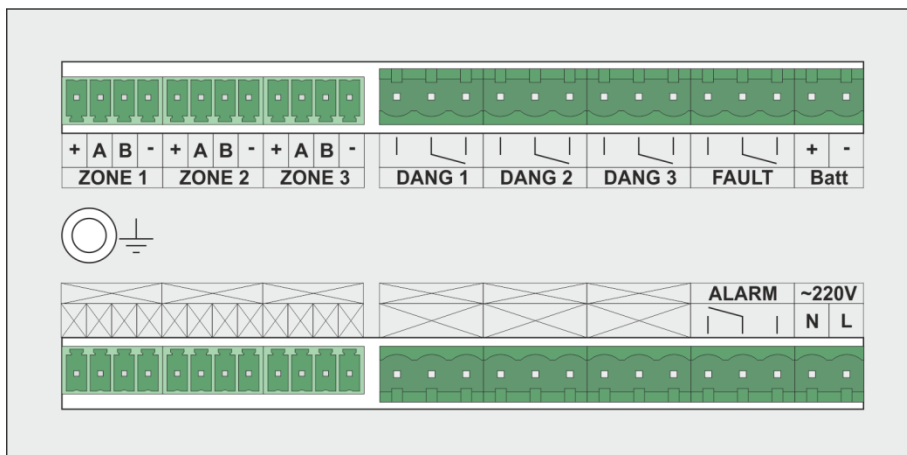 + A B - + A B - + A B - + -
ZONE 1 ZONE 2 ZONE 3 DANG 1 DANG 2 DANG 3 FAULT Batt
ALARM ~220V
N L